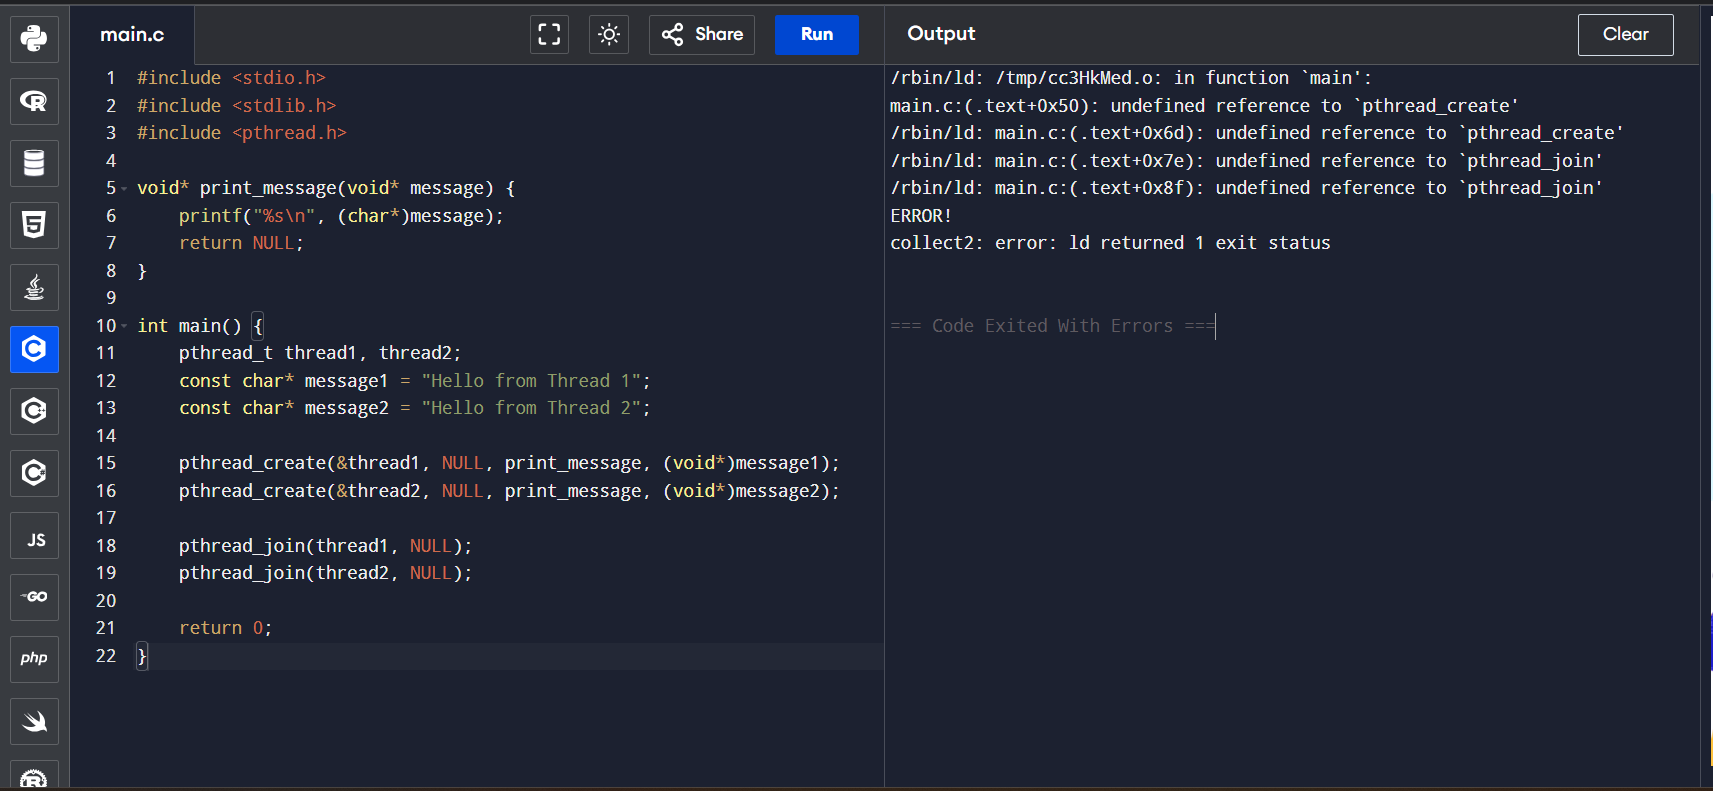 main.c
Share
Run
Output
Clear
1 #include <stdio.h>
2 #include <stdlib.h>
3 #include <pthread.h>
4
5 void* print_message(void* message) {
6     printf("%s\n", (char*)message);
7     return NULL;
8 }
9
10 int main() {
11     pthread_t thread1, thread2;
12     const char* message1 = "Hello from Thread 1";
13     const char* message2 = "Hello from Thread 2";
14
15     pthread_create(&thread1, NULL, print_message, (void*)message1);
16     pthread_create(&thread2, NULL, print_message, (void*)message2);
17
18     pthread_join(thread1, NULL);
19     pthread_join(thread2, NULL);
20
21     return 0;
22 }
/rbin/ld: /tmp/cc3HkMed.o: in function `main':
main.c:(.text+0x50): undefined reference to `pthread_create'
/rbin/ld: main.c:(.text+0x6d): undefined reference to `pthread_create'
/rbin/ld: main.c:(.text+0x7e): undefined reference to `pthread_join'
/rbin/ld: main.c:(.text+0x8f): undefined reference to `pthread_join'
ERROR!
collect2: error: ld returned 1 exit status
=== Code Exited With Errors ===
R
5
C
C++
C#
JS
GO
php
R